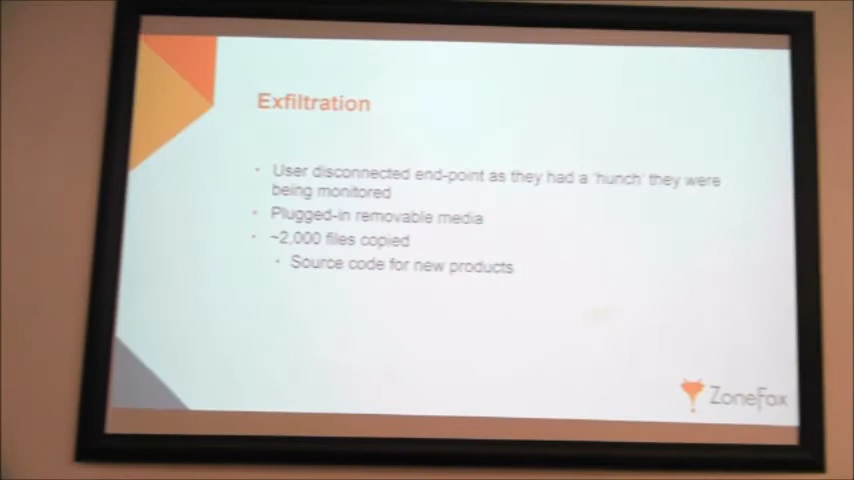 Exfiltration
• User disconnected end-point as they had a 'hunch' they were
being monitored
• Plugged-in removable media
• ~2,000 files copied
• Source code for new products
ZoneFox